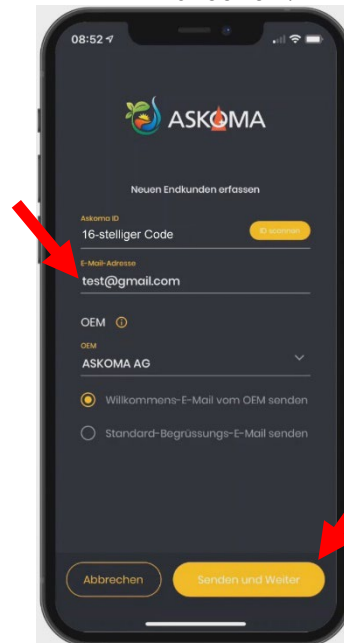 08:52
ASKOMA
Neuen Endkunden erfassen
Askoma ID
16-stelliger Code
ID scannen
E-Mail-Adresse
test@gmail.com
OEM
OEM
ASKOMA AG
Willkommens-E-Mail vom OEM senden
Standard-Begrüssungs-E-Mail senden
Abbrechen
Senden und Weiter